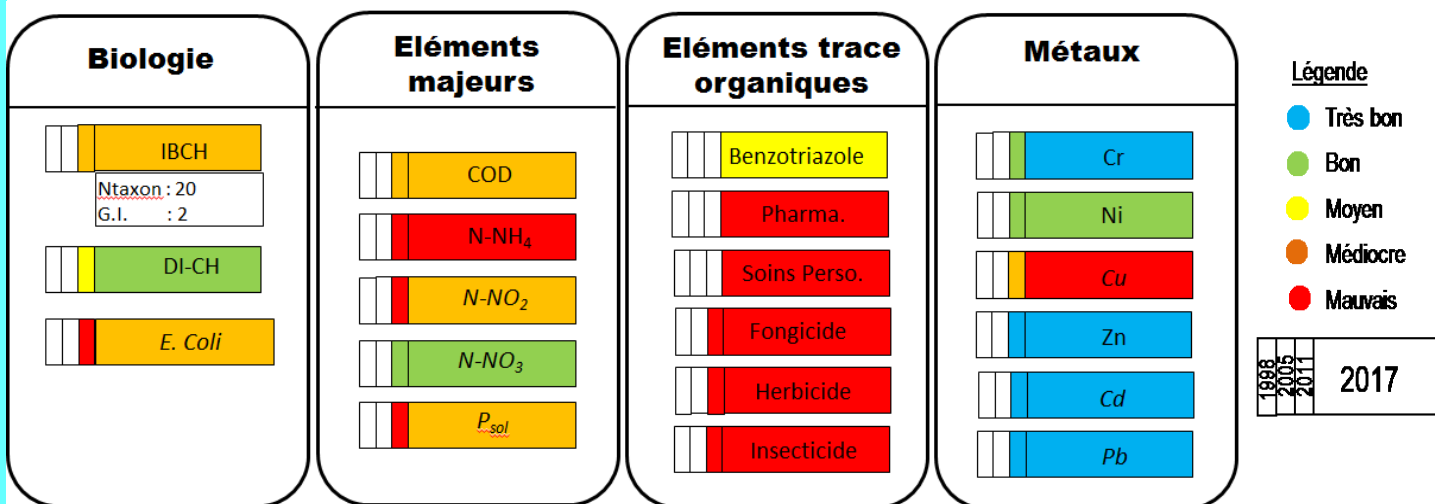 Biologie
IBCH
Ntaxon : 20
G.I. : 2
DI-CH
E. Coli
Eléments
majeurs
COD
N-NH₄
N-NO₂
N-NO₃
Pₛₒₗ
Eléments trace
organiques
Benzotriazole
Pharma.
Soins Perso.
Fongicide
Herbicide
Insecticide
Métaux
Cr
Ni
Cu
Zn
Cd
Pb
Légende
Très bon
Bon
Moyen
Médiocre
Mauvais
1998
2005
2011
2017